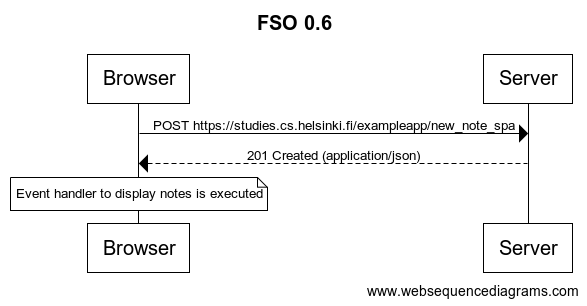 FSO 0.6
Browser
Server
POST https://studies.cs.helsinki.fi/exampleapp/new_note_spa
201 Created (application/json)
Event handler to display notes is executed
Browser
Server
www.websequencediagrams.com